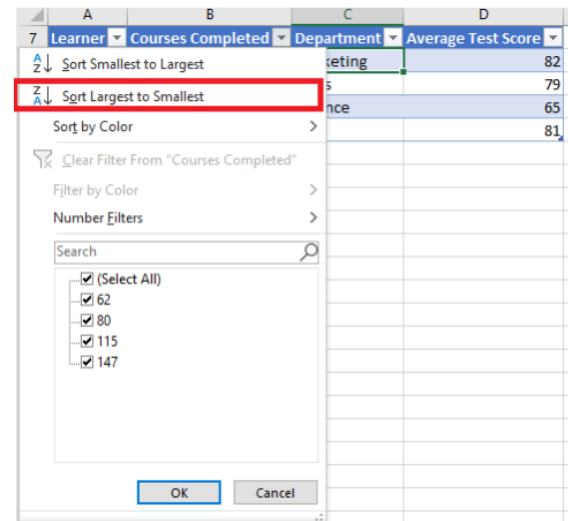 A B C D
7 Learner Courses Completed Department Average Test Score
Sort Smallest to Largest keting 82
Sort Largest to Smallest s 79
nce 65
Sort by Color 81
Clear Filter From "Courses Completed"
Filter by Color
Number Filters
Search
(Select All)
62
80
115
147
OK Cancel